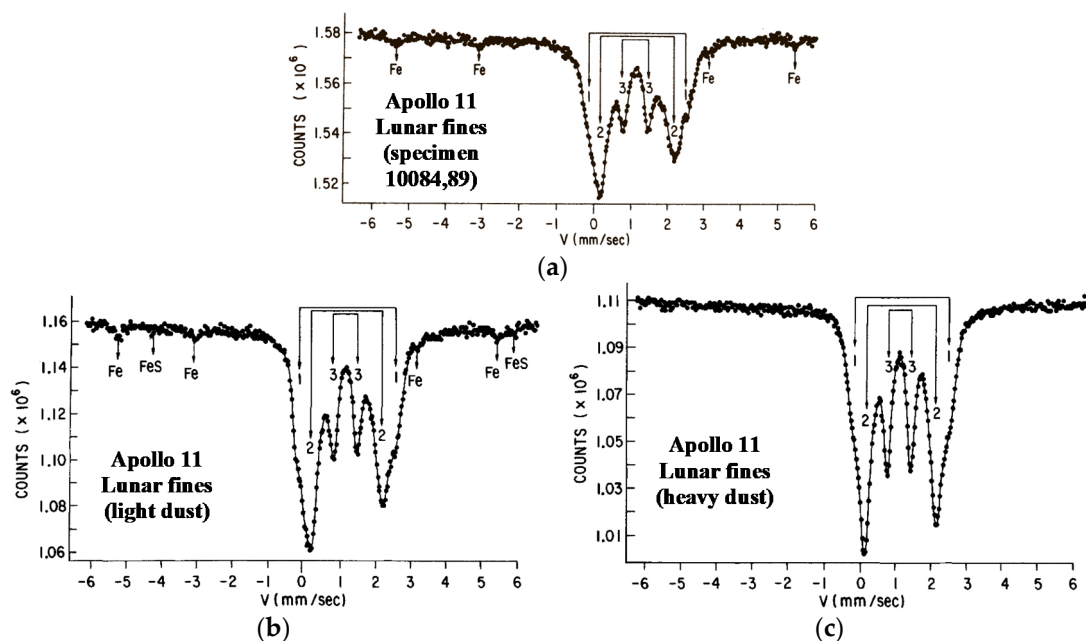 1.58
1.56
1.54
1.52
COUNTS (×10⁶)
Apollo 11
Lunar fines
(specimen
10084,89)
Fe
Fe
Fe
Fe
1
2
3
3
2
1
-6 -5 -4 -3 -2 -1 0 1 2 3 4 5 6
V (mm/sec)
(a)
1.16
1.14
1.12
1.10
1.08
1.06
COUNTS (×10⁶)
Apollo 11
Lunar fines
(light dust)
Fe
FeS
Fe
Fe
Fe
FeS
1
2
3
3
2
1
-6 -5 -4 -3 -2 -1 0 1 2 3 4 5 6
V (mm/sec)
(b)
1.11
1.09
1.07
1.05
1.03
1.01
COUNTS (×10⁶)
Apollo 11
Lunar fines
(heavy dust)
1
2
3
3
2
1
-6 -5 -4 -3 -2 -1 0 1 2 3 4 5 6
V (mm/sec)
(c)